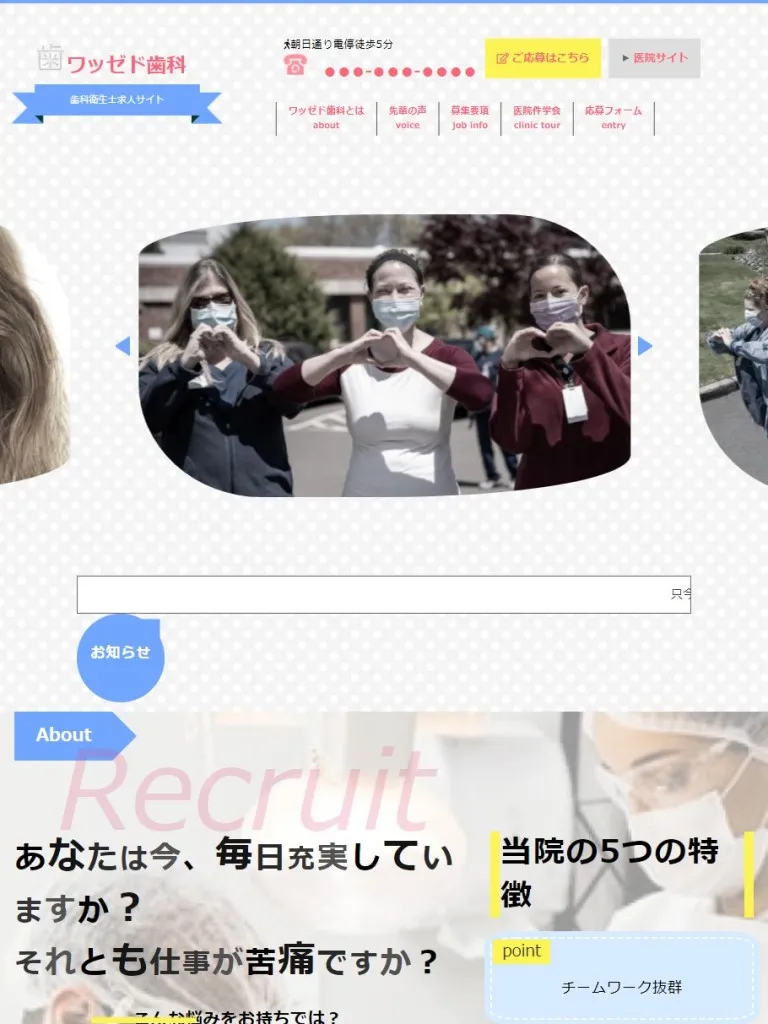 歯ワッゼド歯科
歯科衛生士求人サイト
朝日通り電停徒歩5分
☎ ●●●-●●●-●●●●
ご応募はこちら
▶ 医院サイト
ワッゼド歯科とは
about
先輩の声
voice
募集要項
job info
医院件学会
clinic tour
応募フォーム
entry
只今
お知らせ
About
Recruit
あなたは今、毎日充実してい
ますか？
それとも仕事が苦痛ですか？
こんな悩みをお持ちでは？
当院の5つの特
徴
point
チームワーク抜群